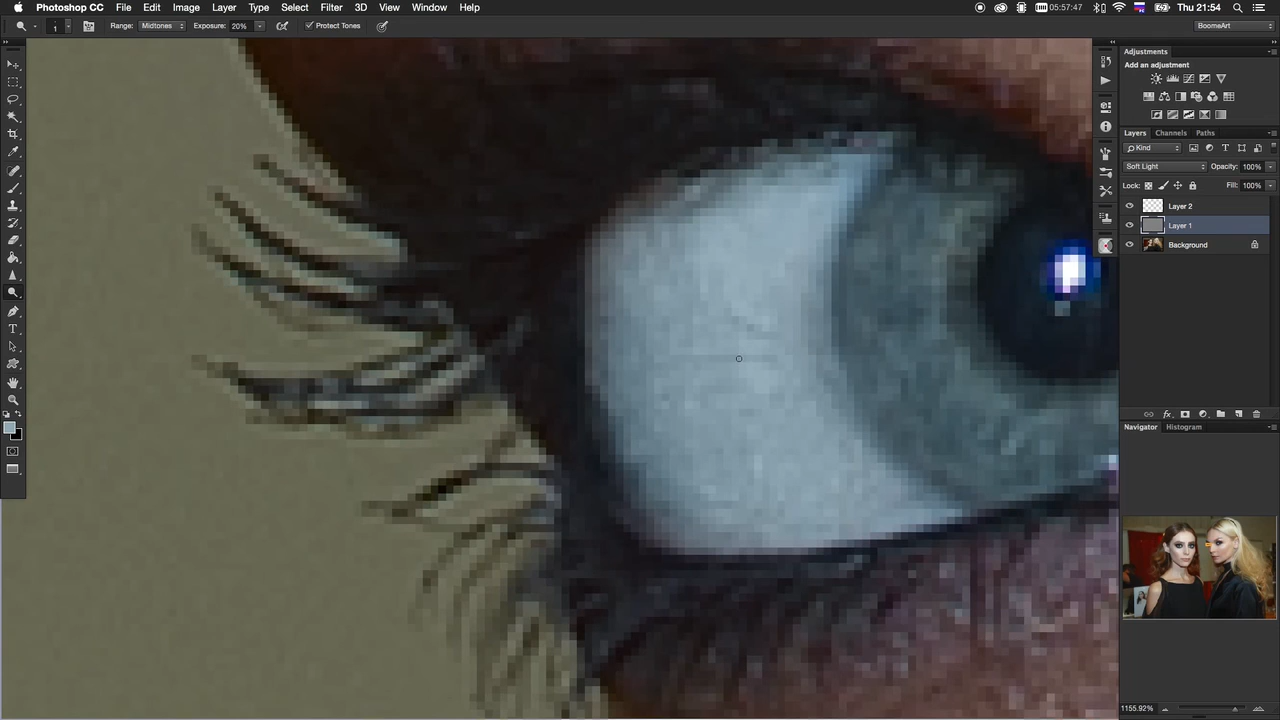 Photoshop CC File Edit Image Layer Type Select Filter 3D View Window Help 05:57:47 Thu 21:54
1 Range: Midtones Exposure: 20% Protect Tones BoomeArt
Adjustments
Add an adjustment
Layers Channels Paths
Kind
Soft Light Opacity: 100%
Lock: Fill: 100%
Layer 2
Layer 1
Background
Navigator Histogram
1155.92%